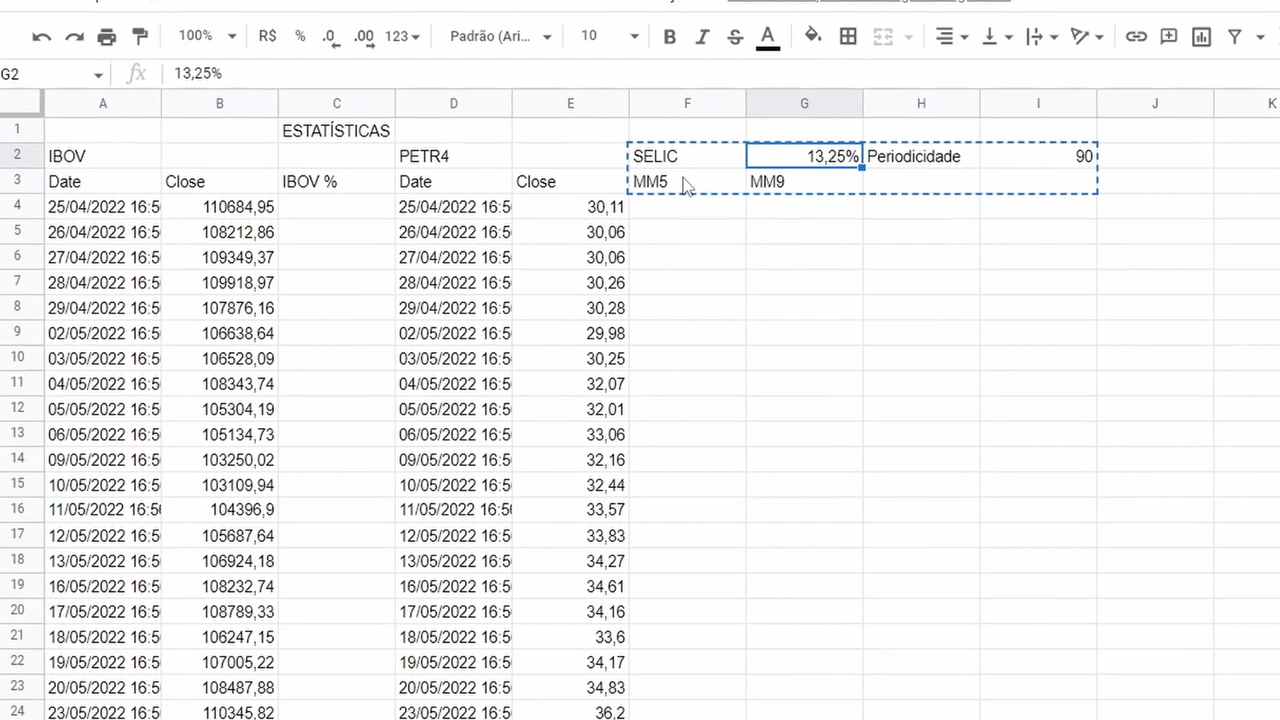 100% R$ % .0 .00 123 Padrão (Ari... 10 B I S A
G2 fx 13,25%
A B C D E F G H I J K
1 ESTATÍSTICAS
2 IBOV PETR4 SELIC 13,25% Periodicidade 90
3 Date Close IBOV % Date Close MM5 MM9
4 25/04/2022 16:5 110684,95 25/04/2022 16:5 30,11
5 26/04/2022 16:5 108212,86 26/04/2022 16:5 30,06
6 27/04/2022 16:5 109349,37 27/04/2022 16:5 30,06
7 28/04/2022 16:5 109918,97 28/04/2022 16:5 30,26
8 29/04/2022 16:5 107876,16 29/04/2022 16:5 30,28
9 02/05/2022 16:5 106638,64 02/05/2022 16:5 29,98
10 03/05/2022 16:5 106528,09 03/05/2022 16:5 30,25
11 04/05/2022 16:5 108343,74 04/05/2022 16:5 32,07
12 05/05/2022 16:5 105304,19 05/05/2022 16:5 32,01
13 06/05/2022 16:5 105134,73 06/05/2022 16:5 33,06
14 09/05/2022 16:5 103250,02 09/05/2022 16:5 32,16
15 10/05/2022 16:5 103109,94 10/05/2022 16:5 32,44
16 11/05/2022 16:5 104396,9 11/05/2022 16:5 33,57
17 12/05/2022 16:5 105687,64 12/05/2022 16:5 33,83
18 13/05/2022 16:5 106924,18 13/05/2022 16:5 34,27
19 16/05/2022 16:5 108232,74 16/05/2022 16:5 34,61
20 17/05/2022 16:5 108789,33 17/05/2022 16:5 34,16
21 18/05/2022 16:5 106247,15 18/05/2022 16:5 33,6
22 19/05/2022 16:5 107005,22 19/05/2022 16:5 34,17
23 20/05/2022 16:5 108487,88 20/05/2022 16:5 34,83
24 23/05/2022 16:5 110345,82 23/05/2022 16:5 36,2